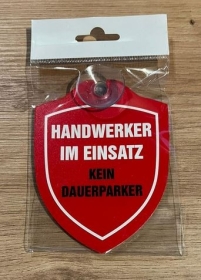 HANDWERKER
IM EINSATZ
KEIN
DAUERPARKER